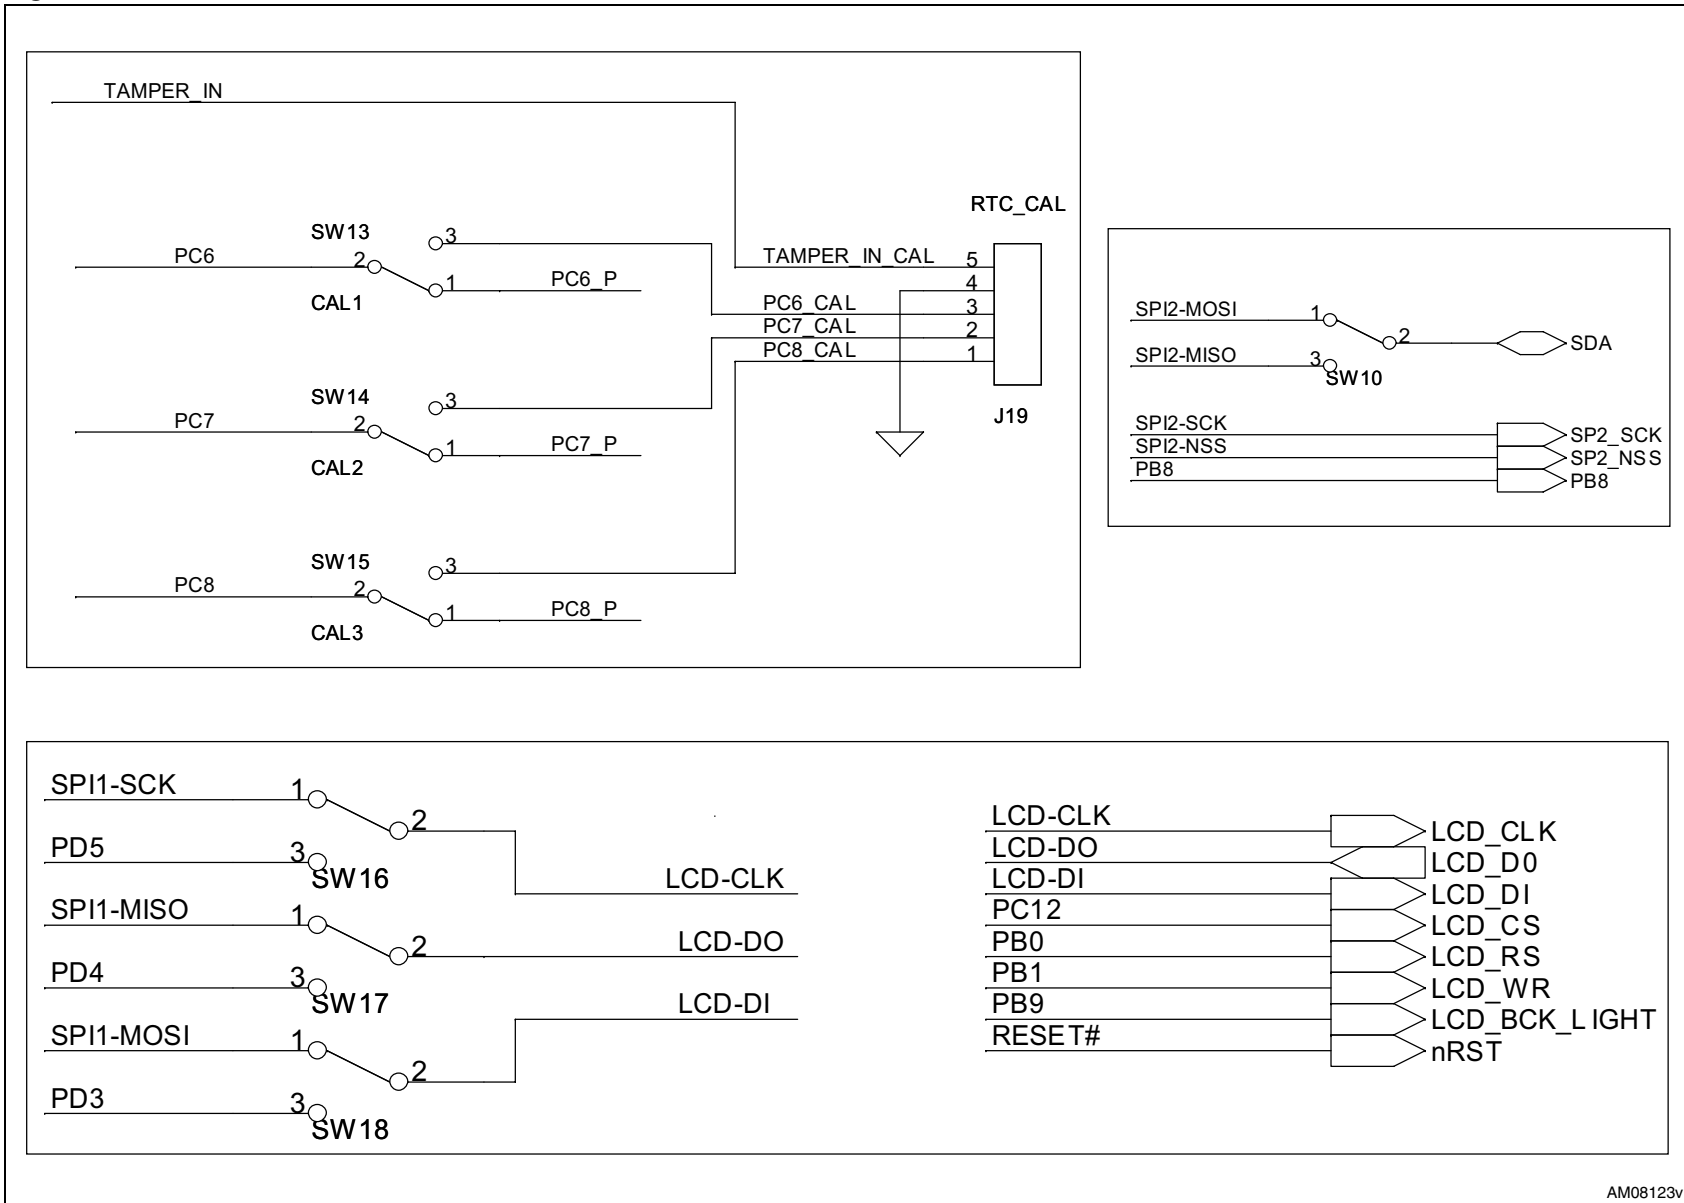 TAMPER_IN
RTC_CAL
SW13
3
PC6
2
1
PC6_P
CAL1
TAMPER_IN_CAL
5
4
PC6_CAL
3
PC7_CAL
2
PC8_CAL
1
J19
SW14
3
PC7
2
1
PC7_P
CAL2
SW15
3
PC8
2
1
PC8_P
CAL3
SPI2-MOSI
1
2
SDA
SPI2-MISO
3
SW10
SPI2-SCK
SP2_SCK
SPI2-NSS
SP2_NSS
PB8
PB8
SPI1-SCK
1
2
PD5
3
SW16
LCD-CLK
SPI1-MISO
1
2
LCD-DO
PD4
3
SW17
LCD-DI
SPI1-MOSI
1
2
PD3
3
SW18
LCD-CLK
LCD_CLK
LCD-DO
LCD_D0
LCD-DI
LCD_DI
PC12
LCD_CS
PB0
LCD_RS
PB1
LCD_WR
PB9
LCD_BCK_LIGHT
RESET#
nRST
AM08123v